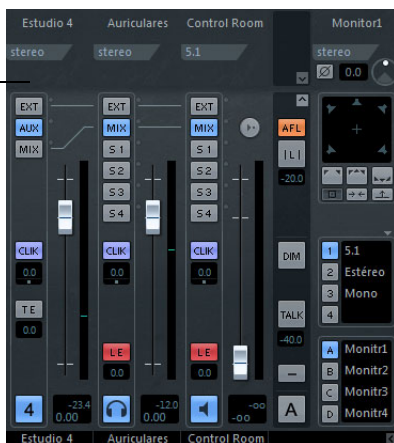 Estudio 4 Auriculares Control Room Monitor1
stereo stereo 5.1 stereo
0.0
EXT EXT EXT
AUX MIX MIX AFL
MIX S 1 S 1 | L |
S 2 S 2 -20.0
S 3 S 3
S 4 S 4
CLIK CLIK CLIK DIM
0.0 0.0 0.0
1 5.1
2 Estéreo
3 Mono
4
T E TALK
0.0 -40.0
L E L E
0.0 0.0
A Monitr1
B Monitr2
C Monitr3
D Monitr4
4 -23.4 -12.0 -oo A
0.00 0.00 -oo
Estudio 4 Auriculares Control Room